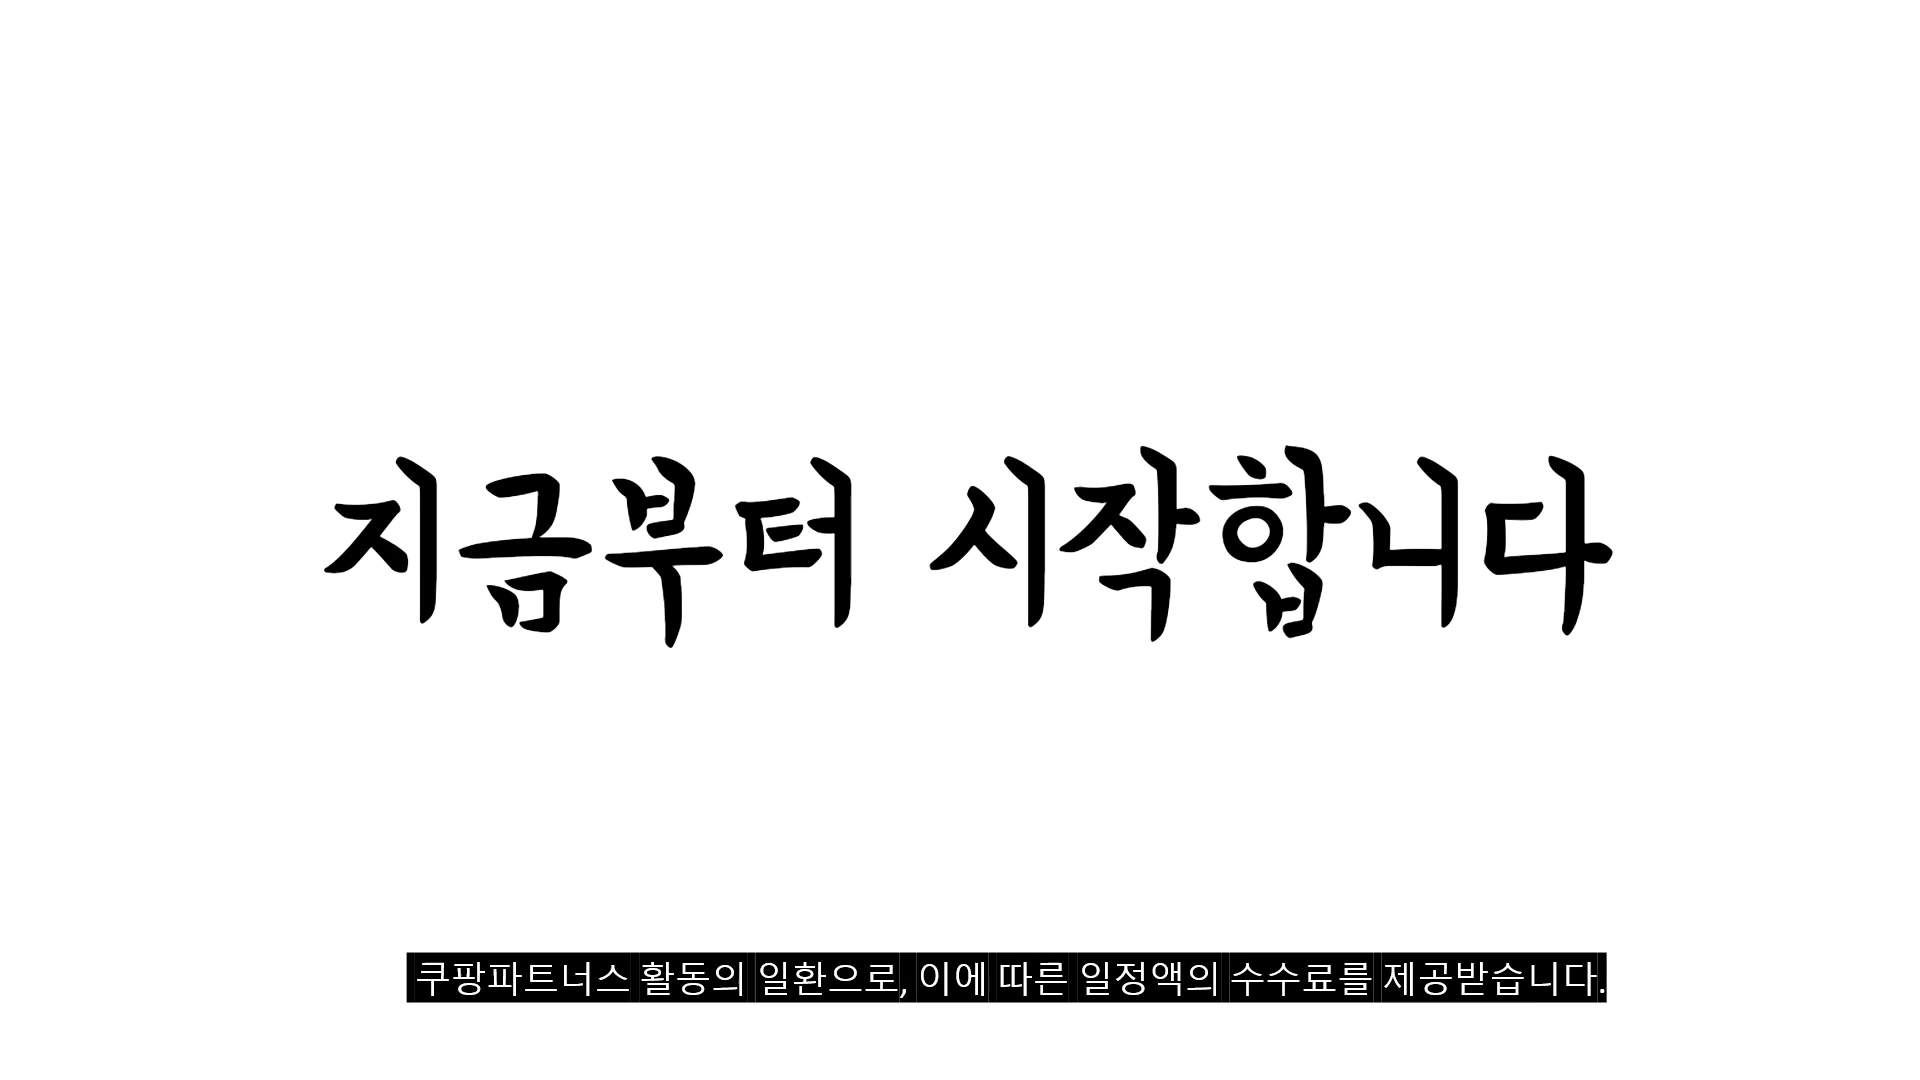 지금부터 시작합니다
쿠팡파트너스 활동의 일환으로, 이에 따른 일정액의 수수료를 제공받습니다.